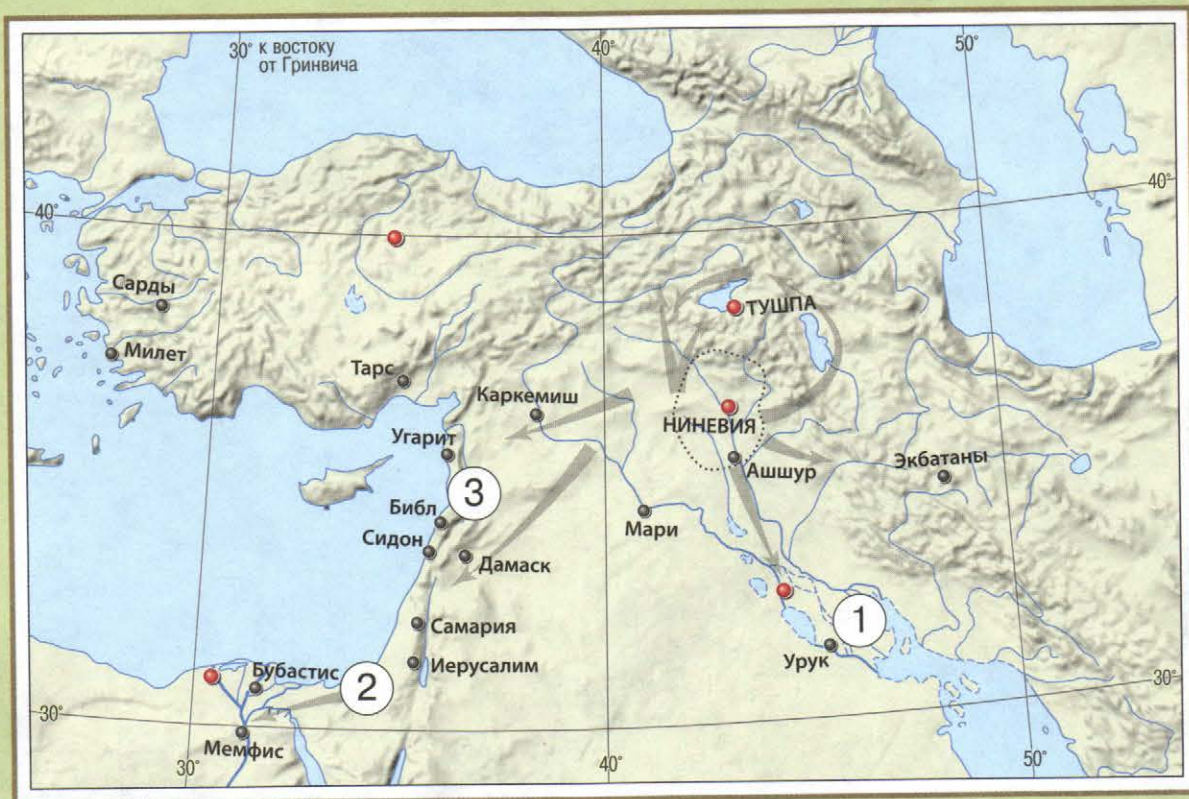 30° к востоку
от Гринвича
40°
50°
40°
40°
Сарды
ТУШПА
Милет
Тарс
Каркемиш
НИНЕВИЯ
Угарит
Ашшур
Экбатаны
3
Библ
Мари
Сидон
Дамаск
1
Самария
Урук
Иерусалим
Бубастис
2
30°
30°
Мемфис
30°
40°
50°